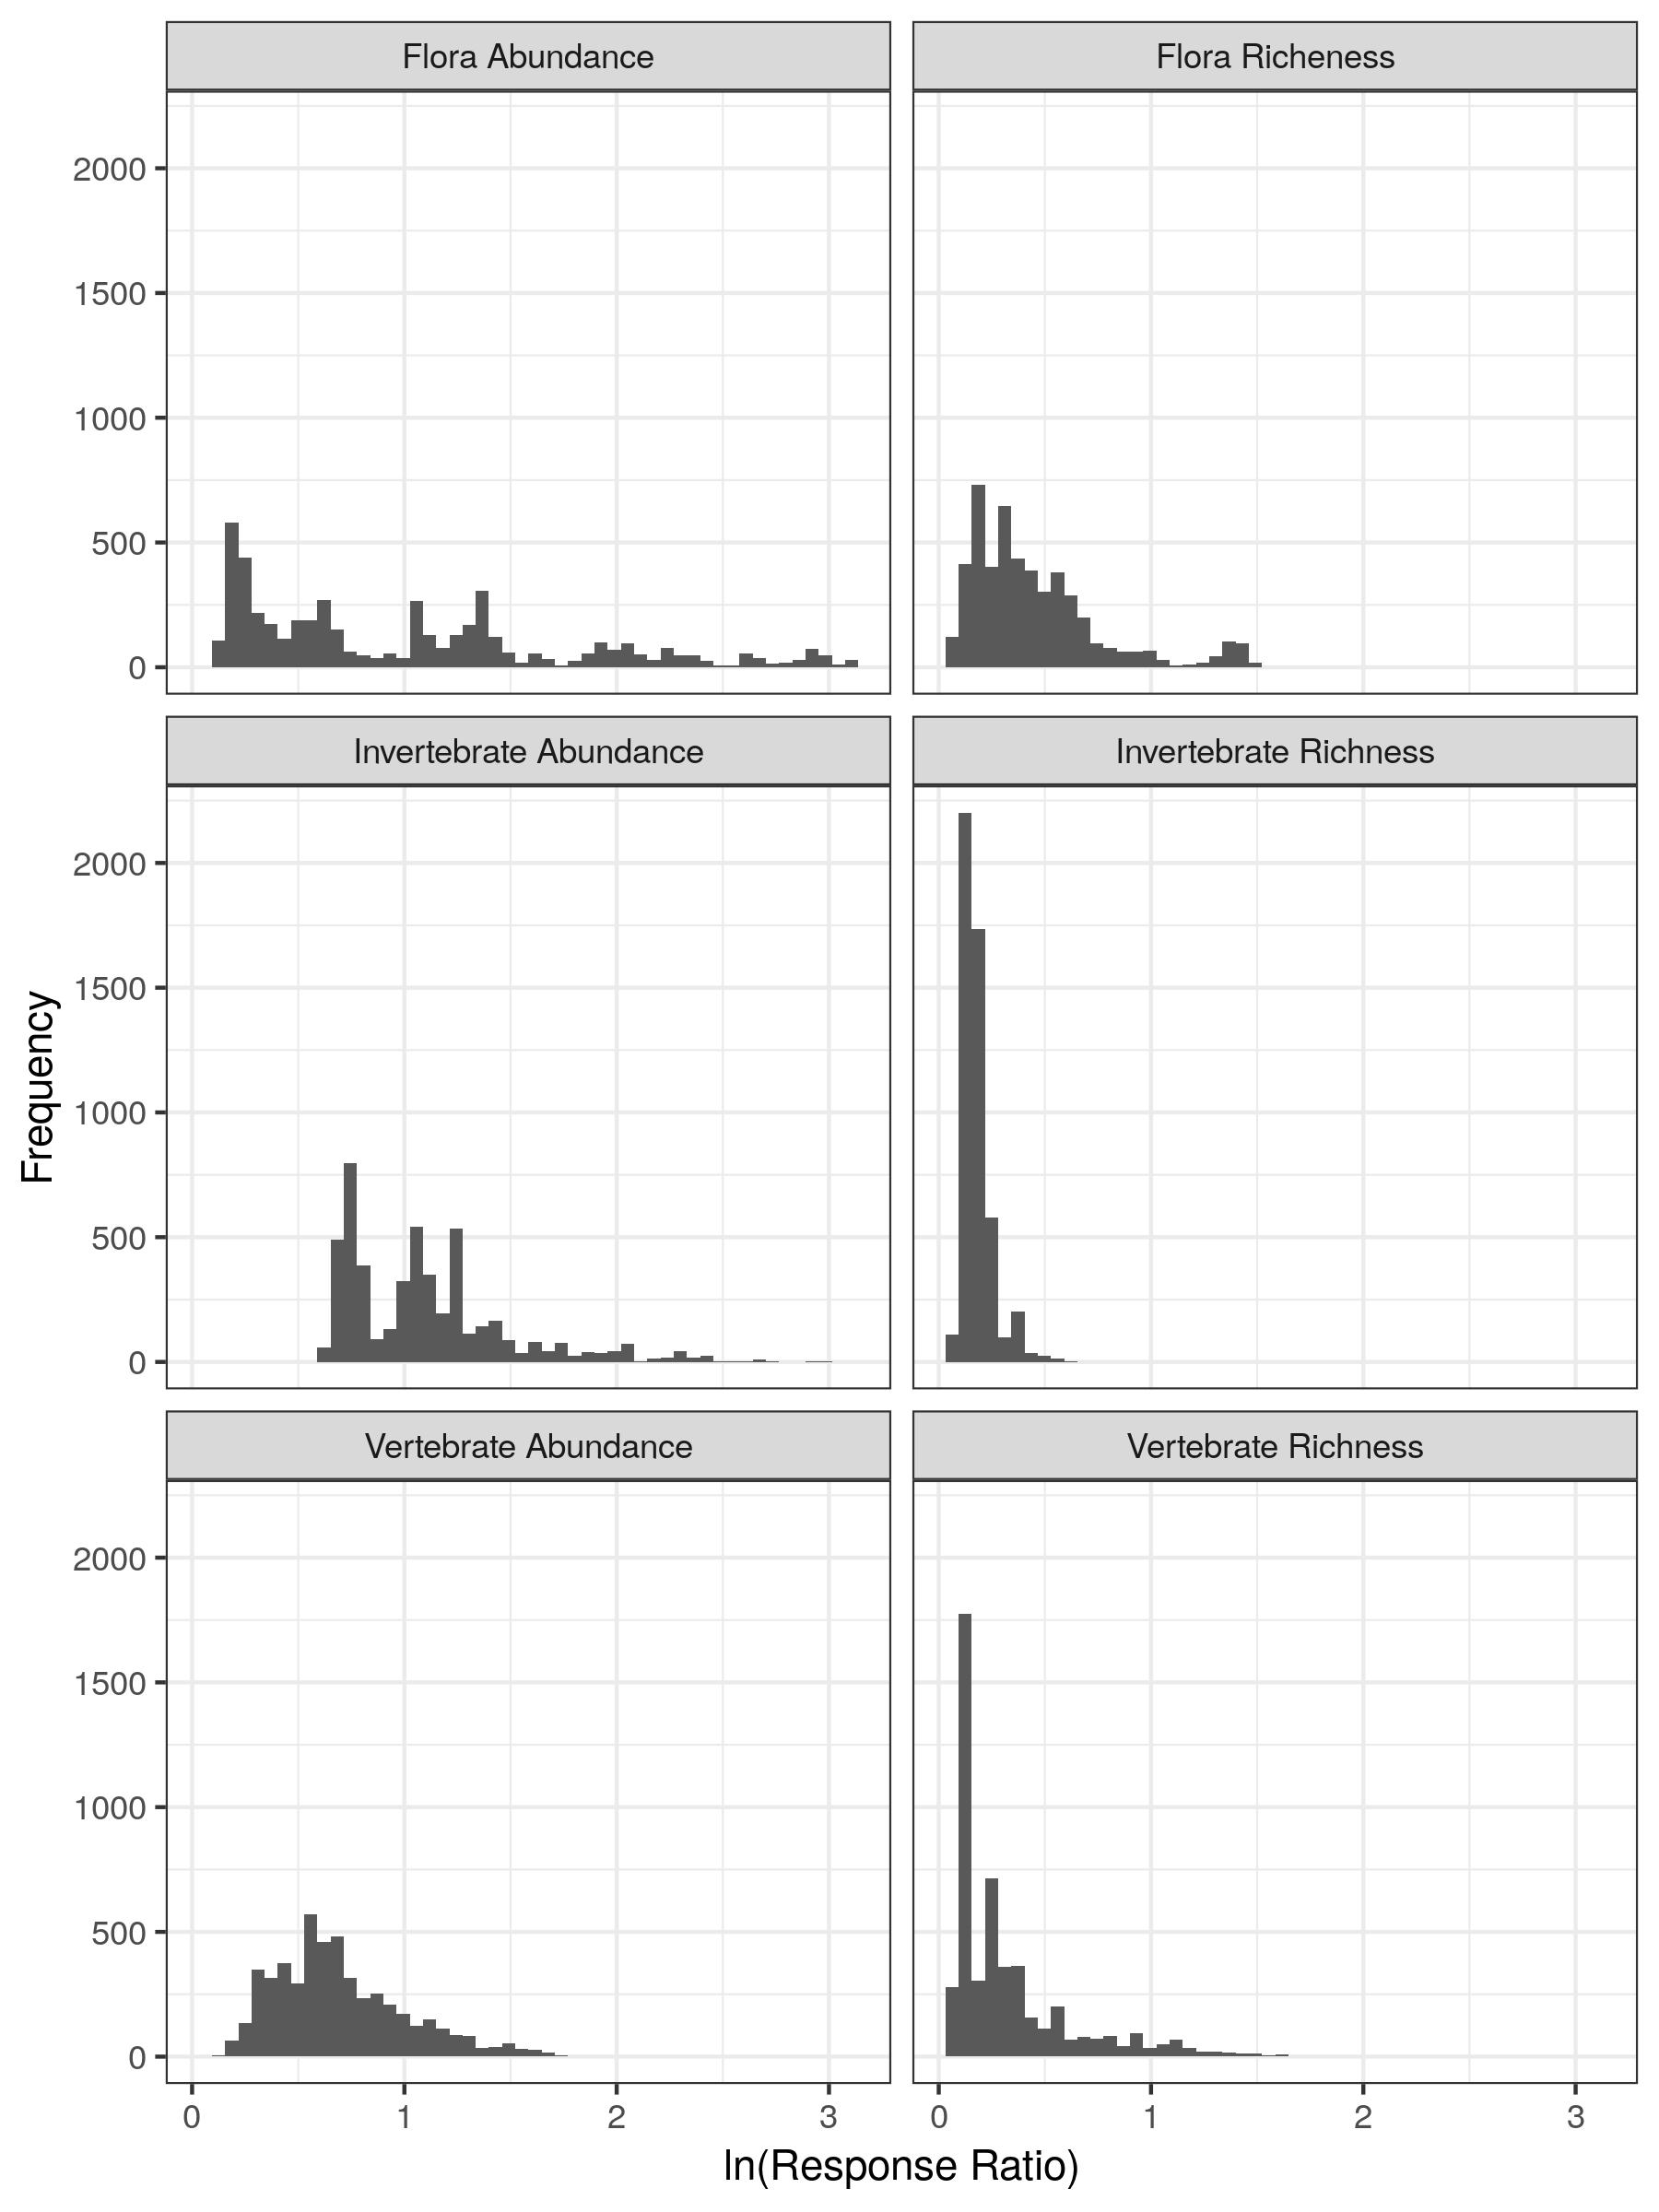 Flora Abundance
Flora Richeness
2000
1500
1000
500
0
Invertebrate Abundance
Invertebrate Richness
2000
1500
1000
500
0
Frequency
Vertebrate Abundance
Vertebrate Richness
2000
1500
1000
500
0
0 1 2 3
0 1 2 3
ln(Response Ratio)